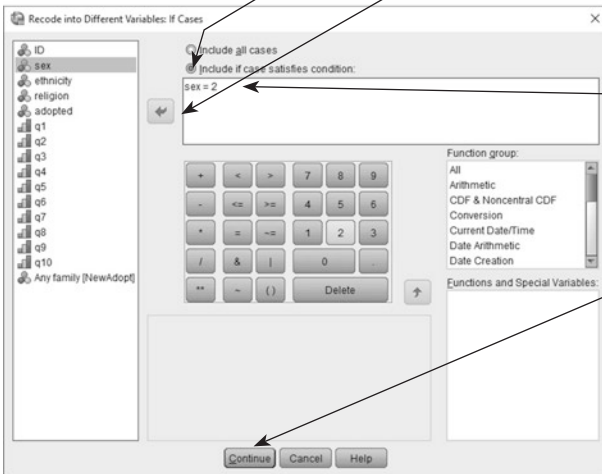 Recode into Different Variables: If Cases
ID
sex
ethnicity
religion
adopted
q1
q2
q3
q4
q5
q6
q7
q8
q9
q10
Any family [NewAdopt]
Include all cases
Include if case satisfies condition:
sex = 2
+ < > 7 8 9
- <= >= 4 5 6
* = ~= 1 2 3
/ & | 0 .
** ~ ( ) Delete
Function group:
All
Arithmetic
CDF & Noncentral CDF
Conversion
Current Date/Time
Date Arithmetic
Date Creation
Functions and Special Variables:
Continue Cancel Help